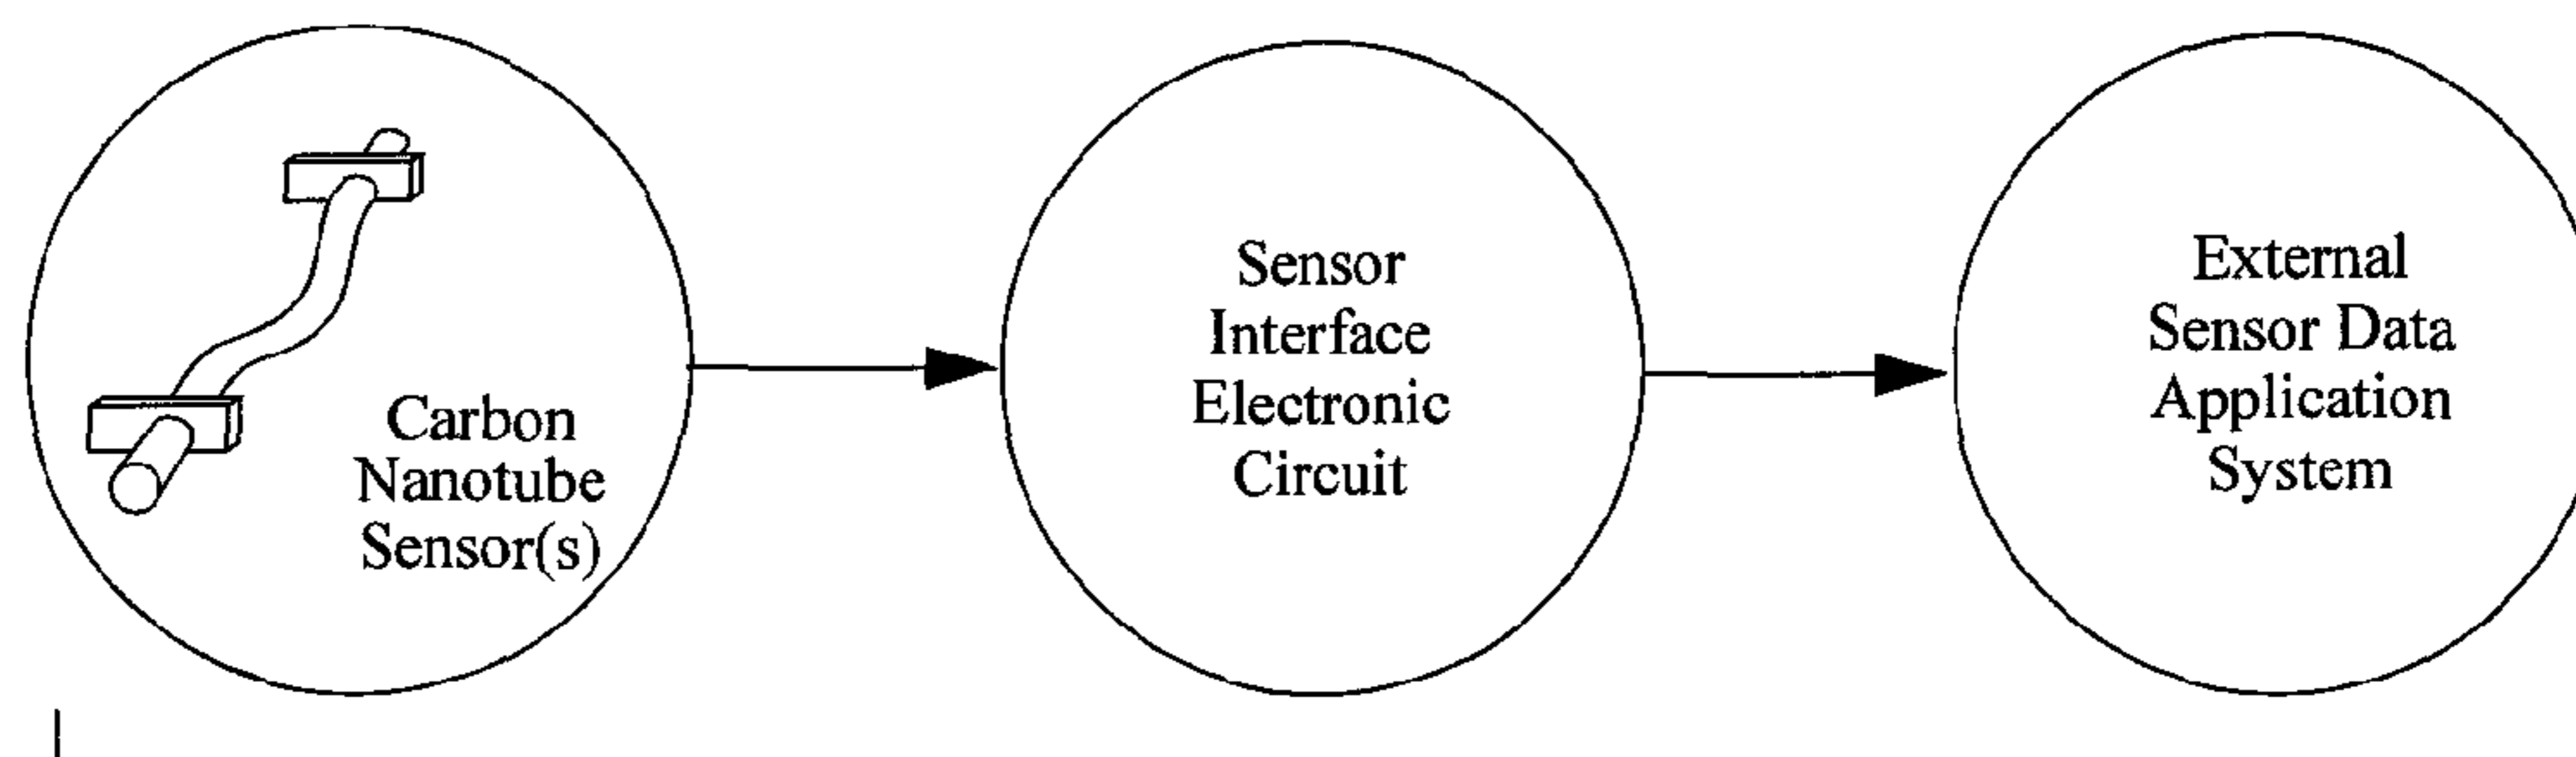 Carbon
Nanotube
Sensor(s)
Sensor
Interface
Electronic
Circuit
External
Sensor Data
Application
System